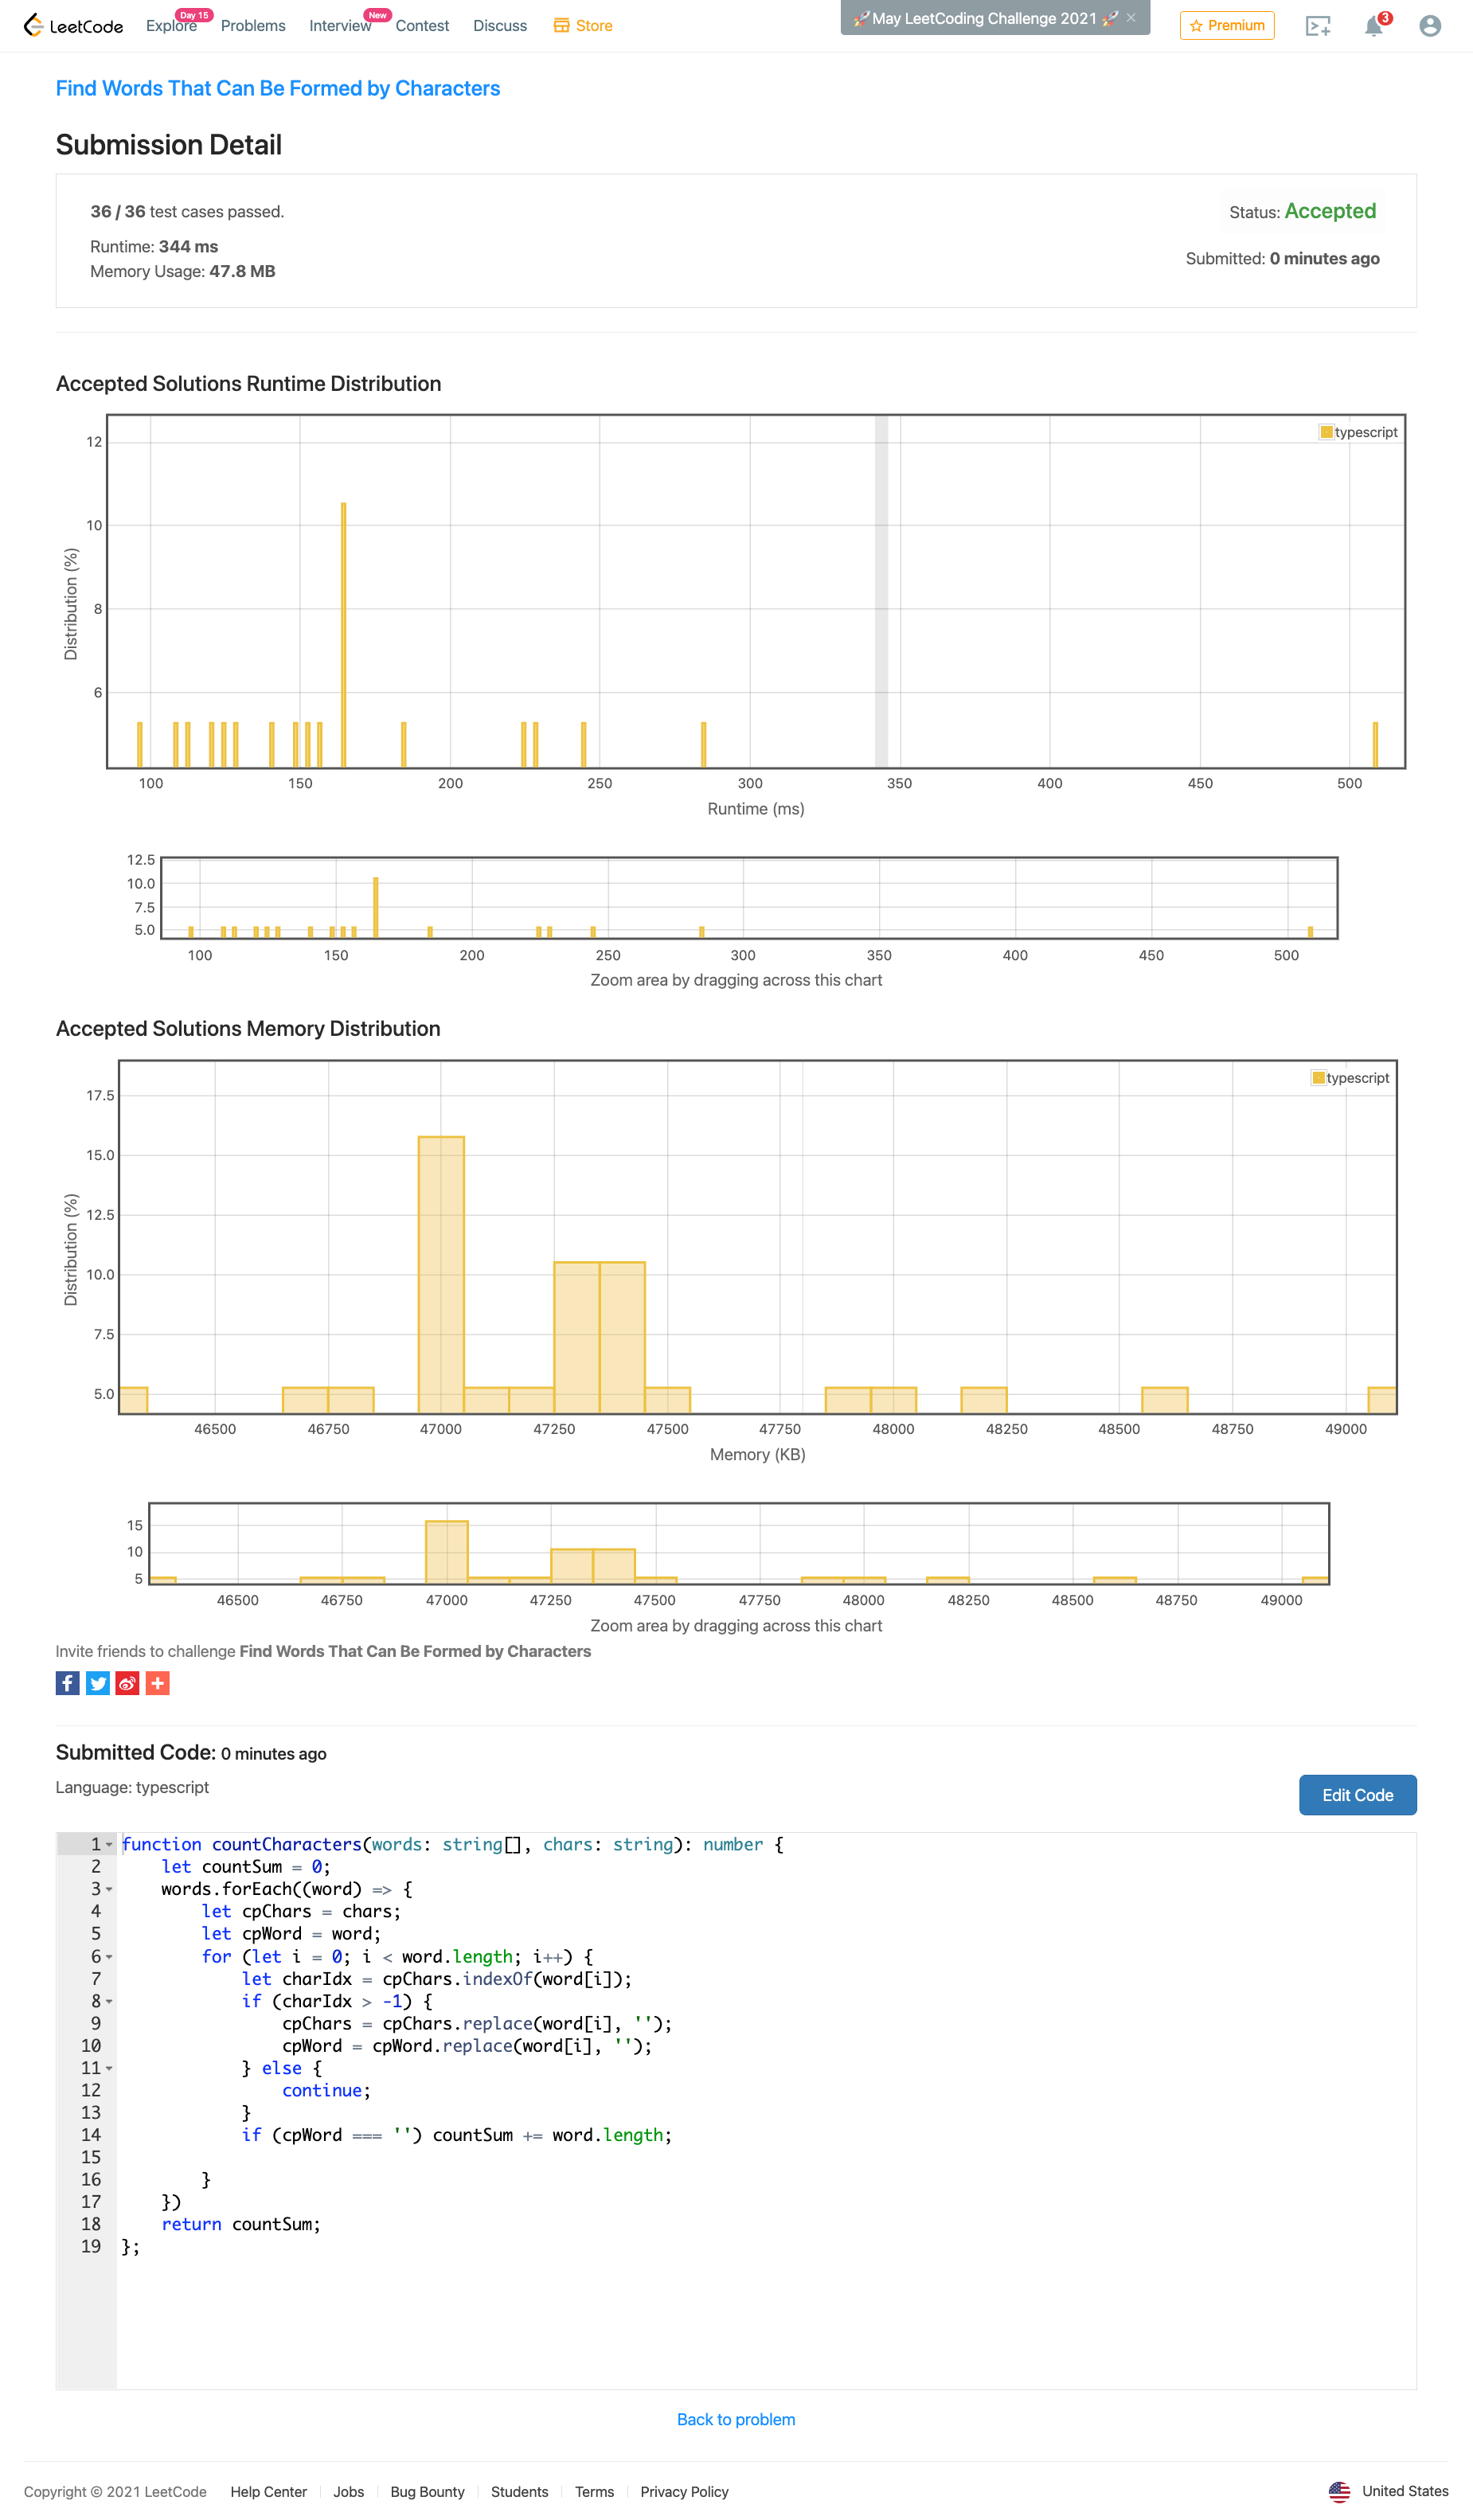 LeetCode Explore Day 15 Problems Interview New Contest Discuss Store 🚀May LeetCoding Challenge 2021 🚀 × Premium 3
Find Words That Can Be Formed by Characters
Submission Detail
36 / 36 test cases passed. Status: Accepted
Runtime: 344 ms
Submitted: 0 minutes ago
Memory Usage: 47.8 MB
Accepted Solutions Runtime Distribution
typescript
12
10
8
6
Distribution (%)
100 150 200 250 300 350 400 450 500
Runtime (ms)
12.5
10.0
7.5
5.0
100 150 200 250 300 350 400 450 500
Zoom area by dragging across this chart
Accepted Solutions Memory Distribution
typescript
17.5
15.0
12.5
10.0
7.5
5.0
Distribution (%)
46500 46750 47000 47250 47500 47750 48000 48250 48500 48750 49000
Memory (KB)
15
10
5
46500 46750 47000 47250 47500 47750 48000 48250 48500 48750 49000
Zoom area by dragging across this chart
Invite friends to challenge Find Words That Can Be Formed by Characters
Submitted Code: 0 minutes ago
Language: typescript
Edit Code
1 function countCharacters(words: string[], chars: string): number {
2     let countSum = 0;
3     words.forEach((word) => {
4         let cpChars = chars;
5         let cpWord = word;
6         for (let i = 0; i < word.length; i++) {
7             let charIdx = cpChars.indexOf(word[i]);
8             if (charIdx > -1) {
9                 cpChars = cpChars.replace(word[i], '');
10                 cpWord = cpWord.replace(word[i], '');
11             } else {
12                 continue;
13             }
14             if (cpWord === '') countSum += word.length;
15
16         }
17     })
18     return countSum;
19 };
Back to problem
Copyright © 2021 LeetCode Help Center Jobs Bug Bounty Students Terms Privacy Policy United States